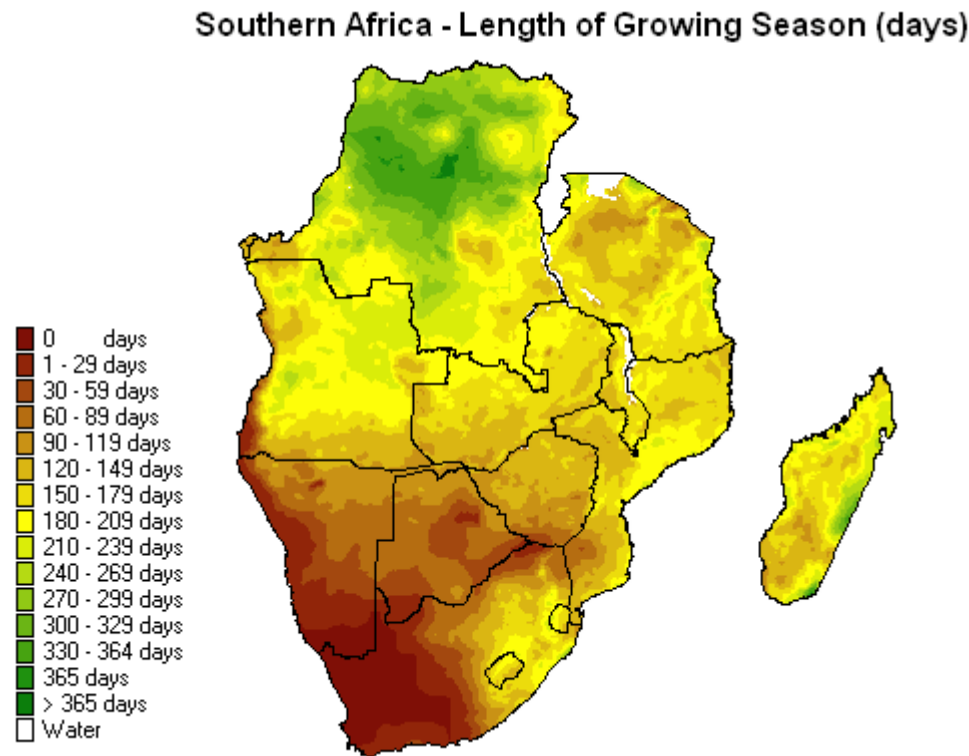 Southern Africa - Length of Growing Season (days)
0 days
1 - 29 days
30 - 59 days
60 - 89 days
90 - 119 days
120 - 149 days
150 - 179 days
180 - 209 days
210 - 239 days
240 - 269 days
270 - 299 days
300 - 329 days
330 - 364 days
365 days
> 365 days
Water